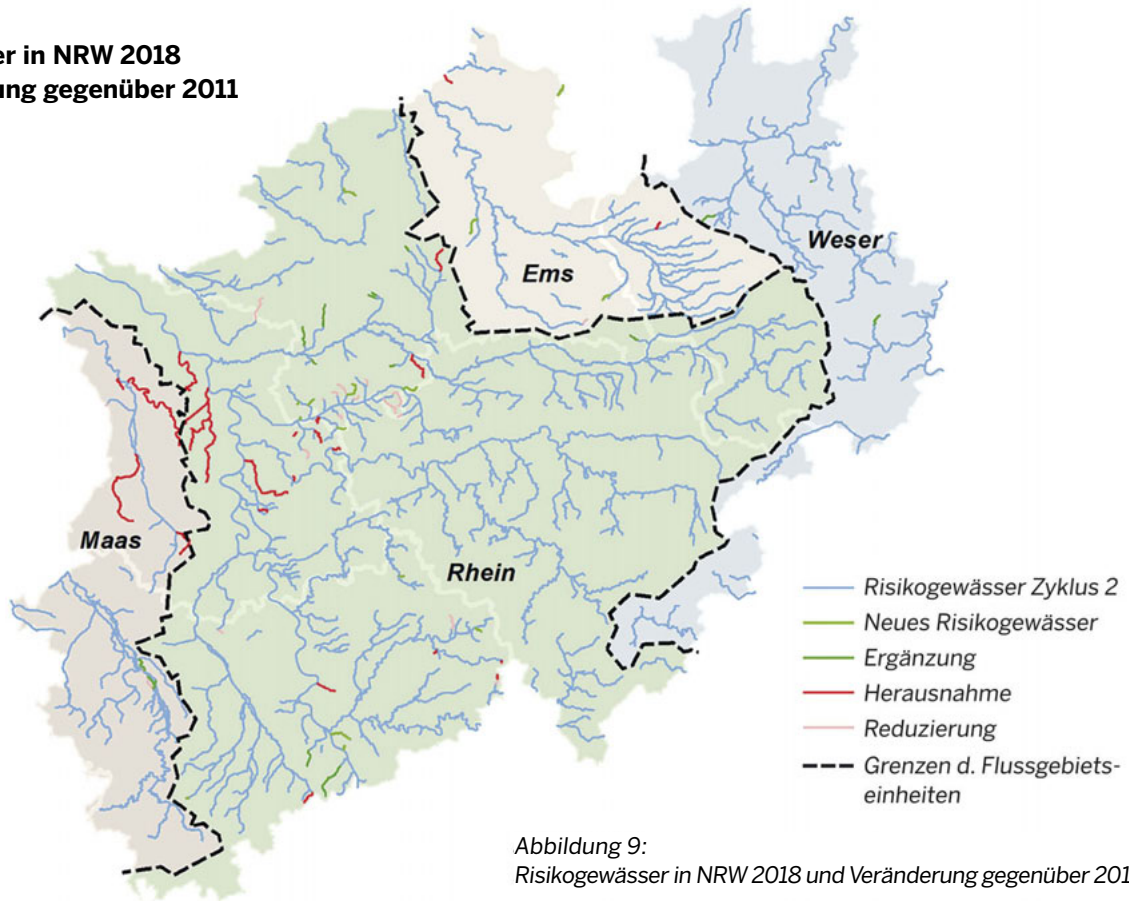 er in NRW 2018
ung gegenüber 2011
Weser
Ems
Maas
Rhein
Risikogewässer Zyklus 2
Neues Risikogewässer
Ergänzung
Herausnahme
Reduzierung
Grenzen d. Flussgebiets-
einheiten
Abbildung 9:
Risikogewässer in NRW 2018 und Veränderung gegenüber 201